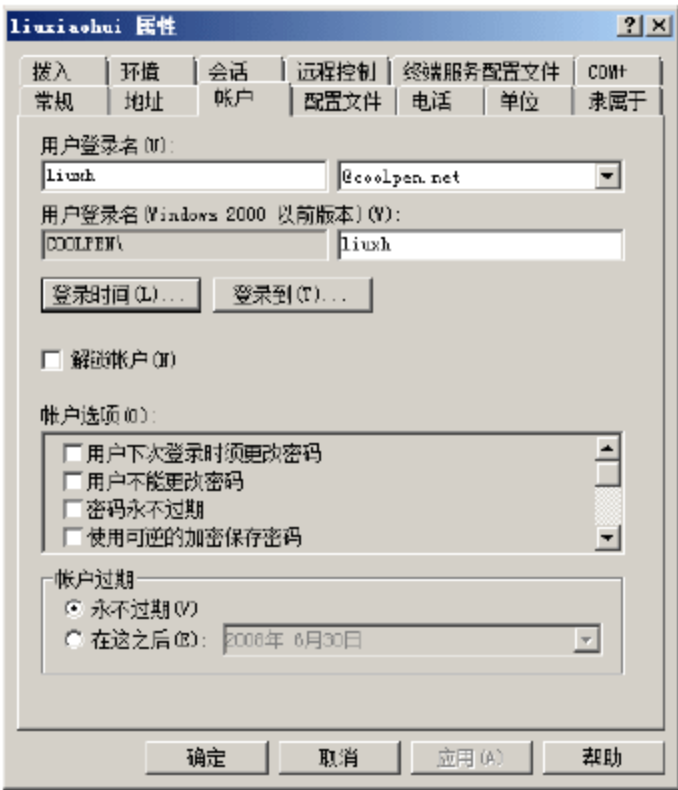 liuxiaohui 属性
拨入 环境 会话 远程控制 终端服务配置文件 COM+
常规 地址 帐户 配置文件 电话 单位 隶属于
用户登录名(U):
liuxh @coolpen.net
用户登录名(Windows 2000 以前版本)(W):
COOLPEN\ liuxh
登录时间(L)... 登录到(T)...
解锁帐户(N)
帐户选项(O):
用户下次登录时须更改密码
用户不能更改密码
密码永不过期
使用可逆的加密保存密码
帐户过期
永不过期(V)
在这之后(E): 2008年 6月30日
确定 取消 应用(A) 帮助